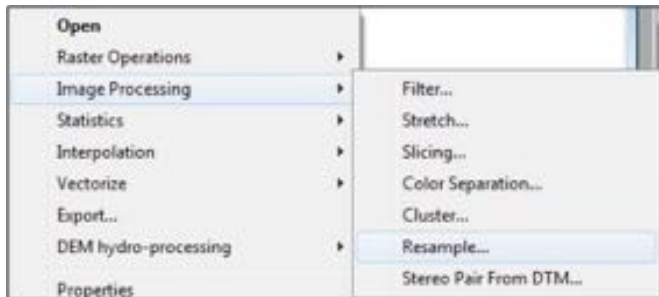 Open
Raster Operations
Image Processing
Statistics
Interpolation
Vectorize
Export...
DEM hydro-processing
Properties
Filter...
Stretch...
Slicing...
Color Separation...
Cluster...
Resample...
Stereo Pair From DTM...